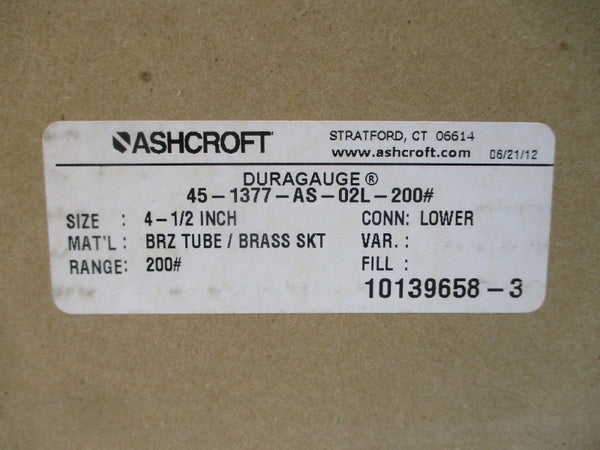 ASHCROFT
STRATFORD, CT 06614
www.ashcroft.com 06/21/12
DURAGAUGE ®
45-1377-AS-02L-200#
SIZE : 4-1/2 INCH CONN: LOWER
MAT'L : BRZ TUBE / BRASS SKT VAR. :
RANGE: 200# FILL :
10139658-3